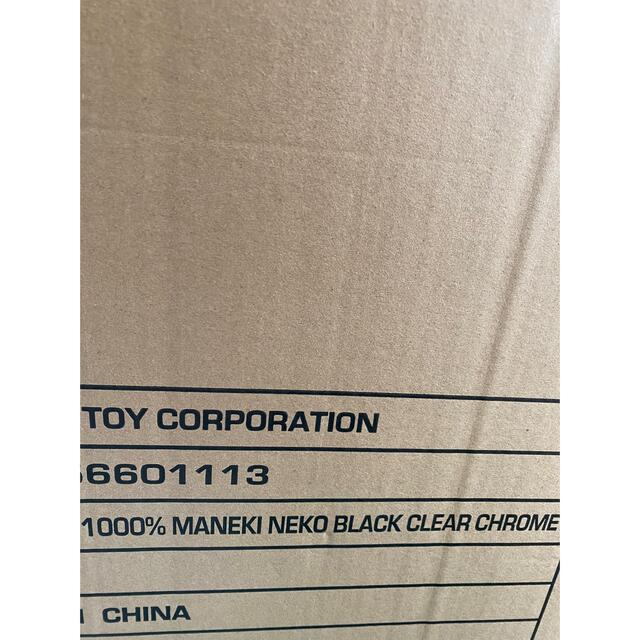 TOY CORPORATION
6601113
1000% MANEKI NEKO BLACK CLEAR CHROME
CHINA